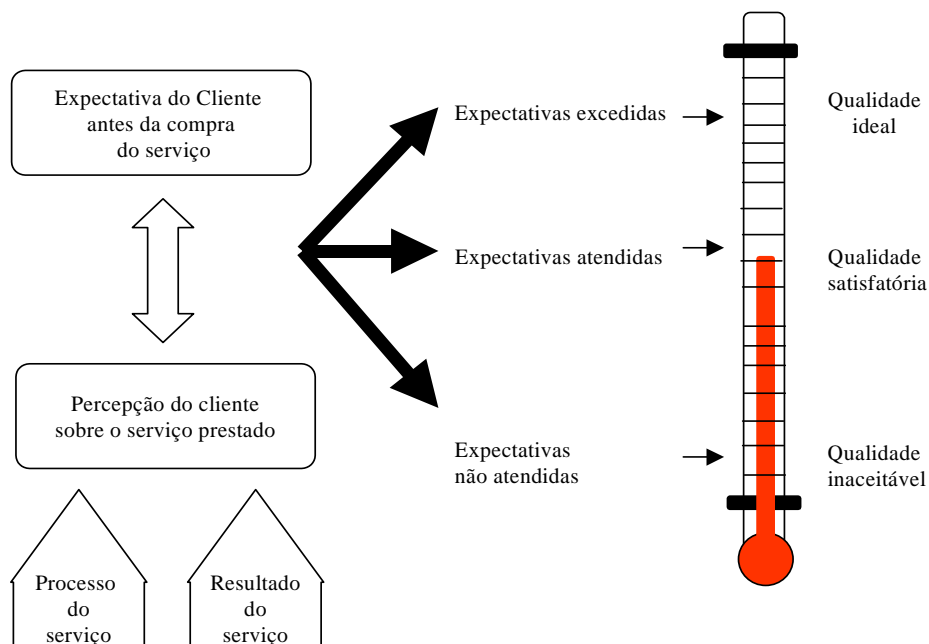 Expectativa do Cliente
antes da compra
do serviço
Percepção do cliente
sobre o serviço prestado
Processo
do
serviço
Resultado
do
serviço
Expectativas excedidas
Expectativas atendidas
Expectativas
não atendidas
Qualidade
ideal
Qualidade
satisfatória
Qualidade
inaceitável